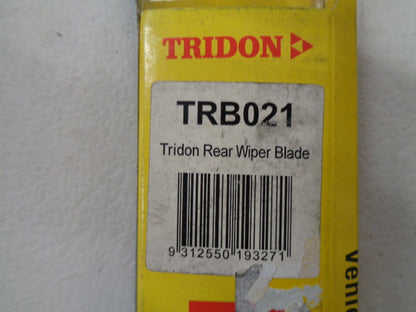 TRIDON
TRB021
Tridon Rear Wiper Blade
9 312550 193271